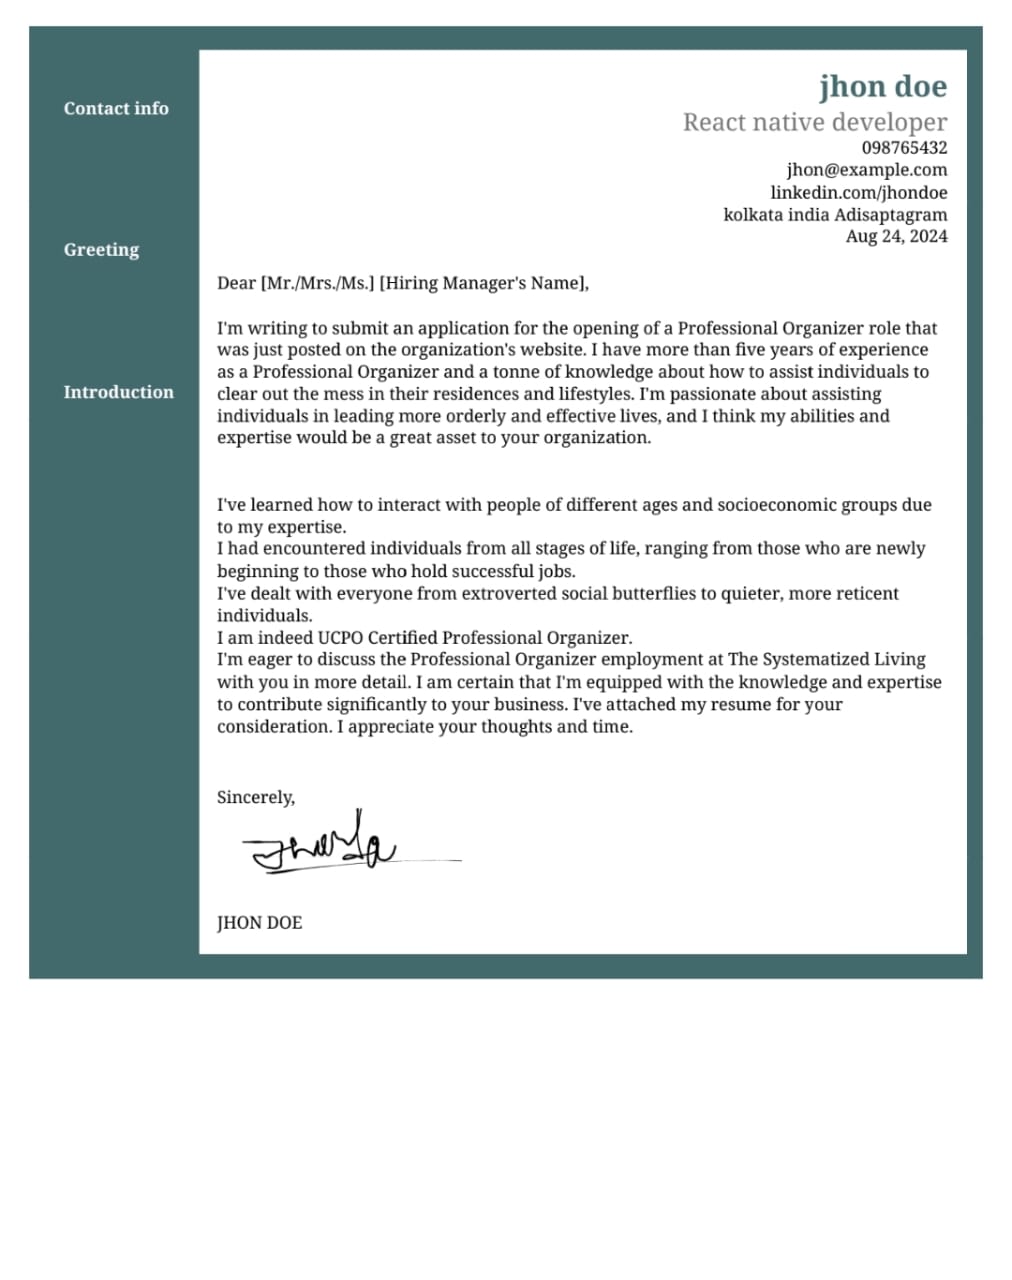 Contact info
Greeting
Introduction
jhon doe
React native developer
098765432
jhon@example.com
linkedin.com/jhondoe
kolkata india Adisaptagram
Aug 24, 2024
Dear [Mr./Mrs./Ms.] [Hiring Manager's Name],
I'm writing to submit an application for the opening of a Professional Organizer role that
was just posted on the organization's website. I have more than five years of experience
as a Professional Organizer and a tonne of knowledge about how to assist individuals to
clear out the mess in their residences and lifestyles. I'm passionate about assisting
individuals in leading more orderly and effective lives, and I think my abilities and
expertise would be a great asset to your organization.
I've learned how to interact with people of different ages and socioeconomic groups due
to my expertise.
I had encountered individuals from all stages of life, ranging from those who are newly
beginning to those who hold successful jobs.
I've dealt with everyone from extroverted social butterflies to quieter, more reticent
individuals.
I am indeed UCPO Certified Professional Organizer.
I'm eager to discuss the Professional Organizer employment at The Systematized Living
with you in more detail. I am certain that I'm equipped with the knowledge and expertise
to contribute significantly to your business. I've attached my resume for your
consideration. I appreciate your thoughts and time.
Sincerely,
JHON DOE